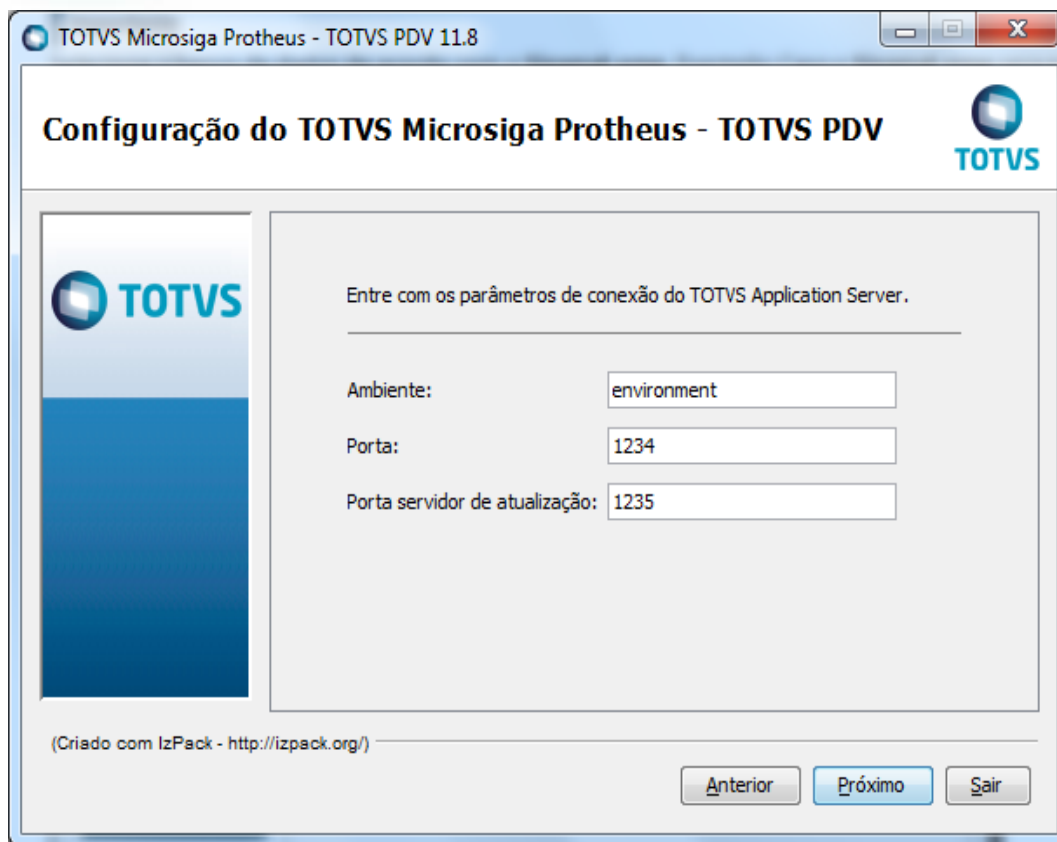 TOTVS Microsiga Protheus - TOTVS PDV 11.8
Configuração do TOTVS Microsiga Protheus - TOTVS PDV
TOTVS
TOTVS
Entre com os parâmetros de conexão do TOTVS Application Server.
Ambiente: environment
Porta: 1234
Porta servidor de atualização: 1235
(Criado com IzPack - http://izpack.org/)
Anterior Próximo Sair